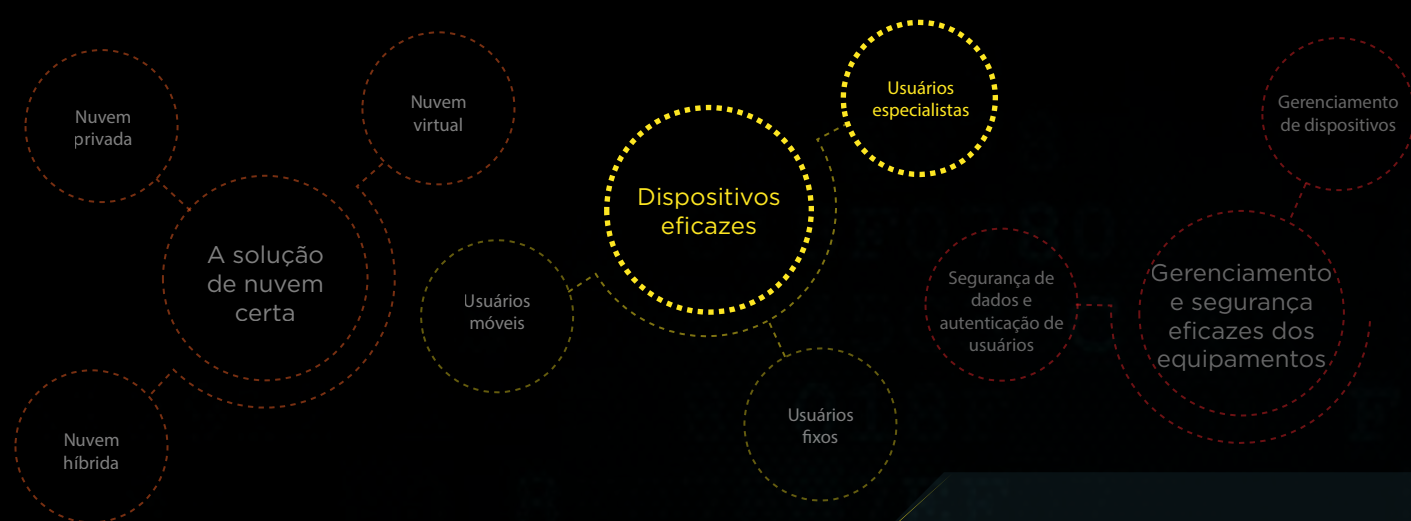 Nuvem
privada
Nuvem
virtual
A solução
de nuvem
certa
Nuvem
híbrida
Usuários
especialistas
Dispositivos
eficazes
Usuários
móveis
Usuários
fixos
Gerenciamento
de dispositivos
Segurança de
dados e
autenticação de
usuários
Gerenciamento
e segurança
eficazes dos
equipamentos